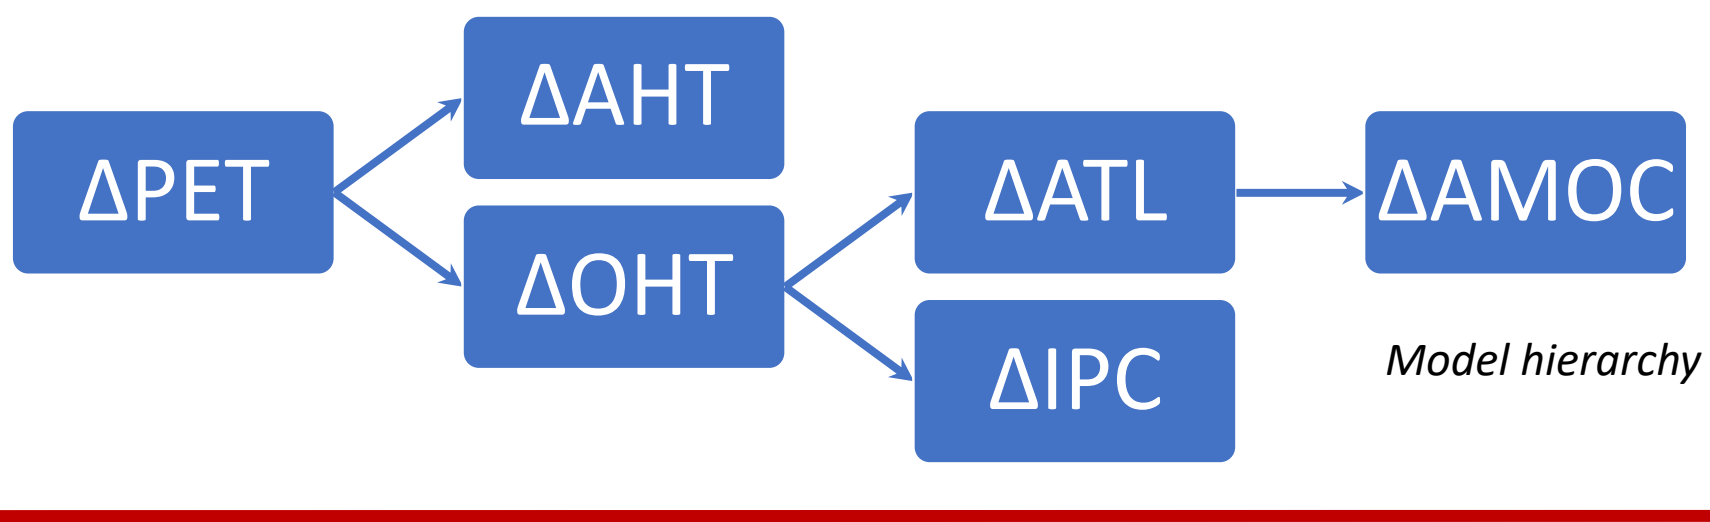 ΔPET
ΔAHT
ΔOHT
ΔATL
ΔIPC
ΔAMOC
Model hierarchy